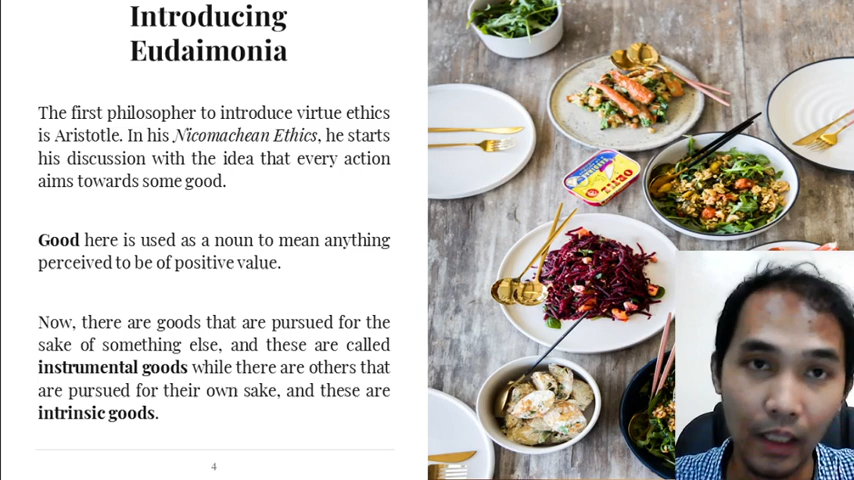 Introducing
Eudaimonia
The first philosopher to introduce virtue ethics
is Aristotle. In his Nicomachean Ethics, he starts
his discussion with the idea that every action
aims towards some good.
Good here is used as a noun to mean anything
perceived to be of positive value.
Now, there are goods that are pursued for the
sake of something else, and these are called
instrumental goods while there are others that
are pursued for their own sake, and these are
intrinsic goods.
4